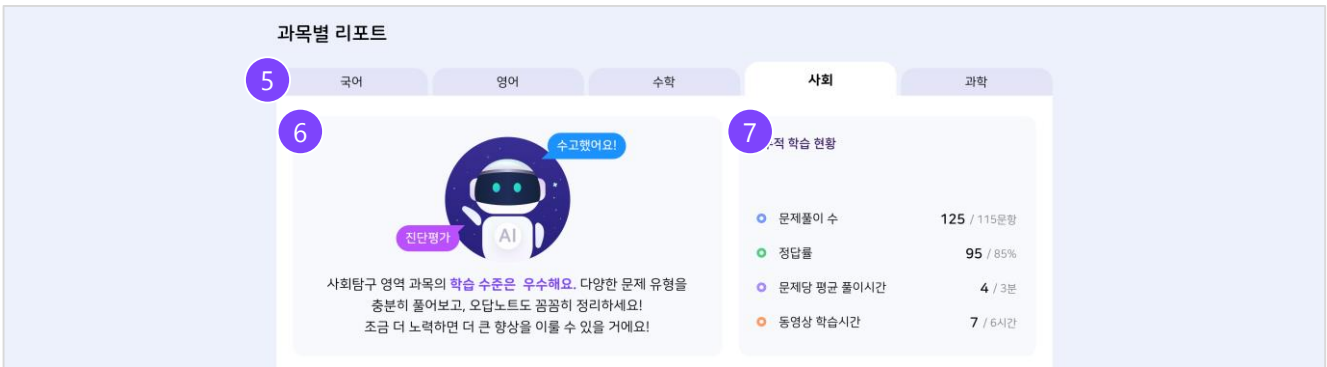 과목별 리포트
5
국어
영어
수학
사회
과학
6
수고했어요!
진단평가
AI
사회탐구 영역 과목의 학습 수준은 우수해요. 다양한 문제 유형을
충분히 풀어보고, 오답노트도 꼼꼼히 정리하세요!
조금 더 노력하면 더 큰 향상을 이룰 수 있을 거에요!
7
적 학습 현황
문제풀이 수 125 / 115문항
정답률 95 / 85%
문제당 평균 풀이시간 4 / 3분
동영상 학습시간 7 / 6시간